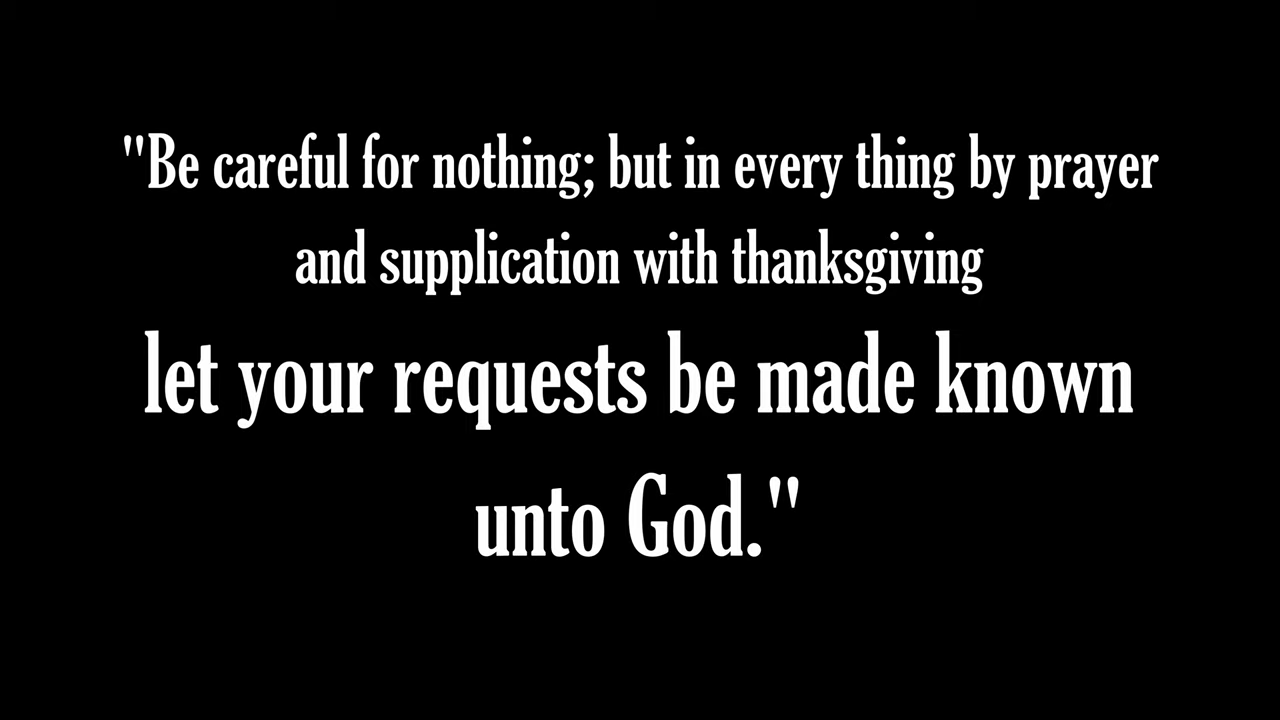 "Be careful for nothing; but in every thing by prayer
and supplication with thanksgiving
let your requests be made known
unto God."